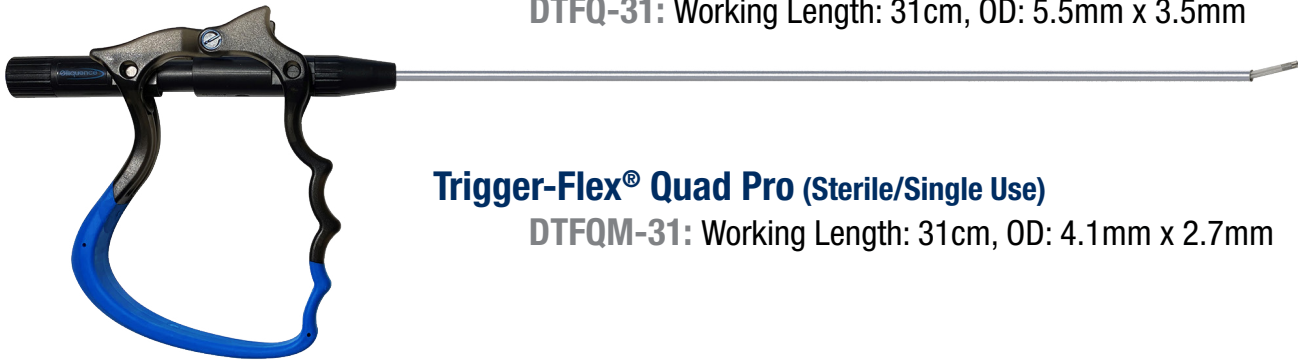 DTFQ-31: Working Length: 31cm, OD: 5.5mm x 3.5mm
Trigger-Flex® Quad Pro (Sterile/Single Use)
DTFQM-31: Working Length: 31cm, OD: 4.1mm x 2.7mm